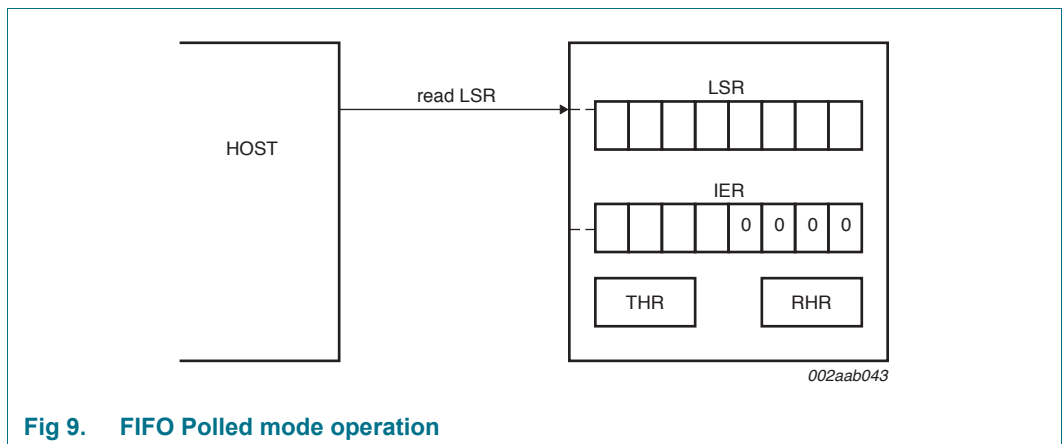 read LSR
LSR
HOST
IER
0 0 0 0
THR RHR
002aab043
Fig 9. FIFO Polled mode operation